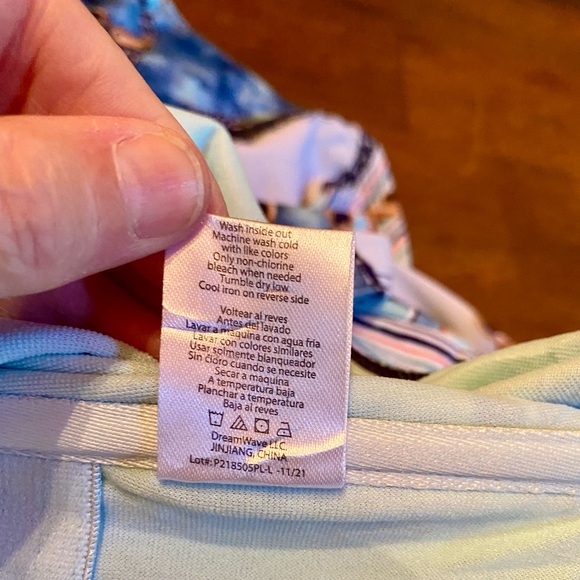 Wash inside out
Machine wash cold
with like colors
Only non-chlorine
bleach when needed
Tumble dry low
Cool iron on reverse side
Voltear al reves
Antes del lavado
Lavar a maquina con agua fria
Lavar con colores similares
Usar solmente blanqueador
Sin cloro cuando se necesite
Secar a maquina
A temperatura baja
Planchar a temperatura
Baja al reves
DreamWave LLC.
JINJIANG, CHINA
Lot#: P218505PL-L -11/21